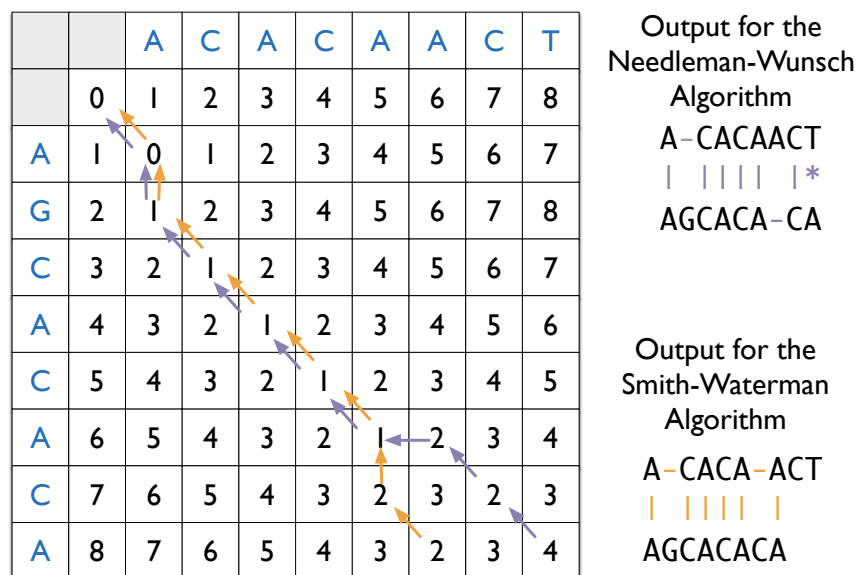 A C A C A A C T
0 1 2 3 4 5 6 7 8
A 1 0 1 2 3 4 5 6 7
G 2 1 2 3 4 5 6 7 8
C 3 2 1 2 3 4 5 6 7
A 4 3 2 1 2 3 4 5 6
C 5 4 3 2 1 2 3 4 5
A 6 5 4 3 2 1 2 3 4
C 7 6 5 4 3 2 3 2 3
A 8 7 6 5 4 3 2 3 4
Output for the
Needleman-Wunsch
Algorithm
A-CACAACT
| |||| |*
AGCACA-CA
Output for the
Smith-Waterman
Algorithm
A-CACA-ACT
| |||| |
AGCACACA